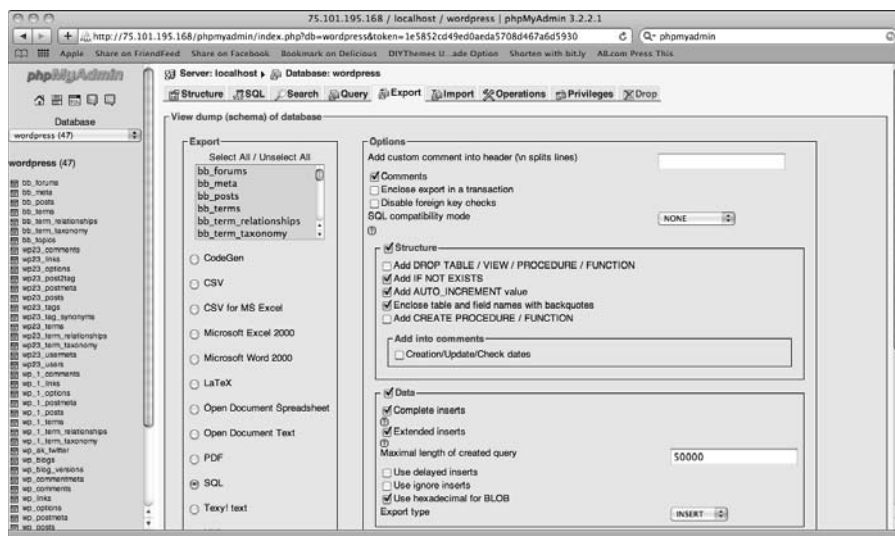 75.101.195.168 / localhost / wordpress | phpMyAdmin 3.2.2.1
http://75.101.195.168/phpmyadmin/index.php?db=wordpress&token=1e5852cd49ed0aeda5708d467a6d5930
phpmyadmin
Apple Share on FriendFeed Share on Facebook Bookmark on Delicious DIYThemes U...ade Option Shorten with bit.ly Press This
phpMyAdmin
Database
wordpress (47)
wordpress (47)
bb_forums
bb_meta
bb_posts
bb_terms
bb_term_relationships
bb_term_taxonomy
bb_topics
wp23_comments
wp23_links
wp23_options
wp23_post2tag
wp23_postmeta
wp23_posts
wp23_tags
wp23_tag_synonyms
wp23_terms
wp23_term_relationships
wp23_term_taxonomy
wp23_usermeta
wp23_users
wp_1_comments
wp_1_links
wp_1_options
wp_1_postmeta
wp_1_posts
wp_1_terms
wp_1_term_relationships
wp_1_term_taxonomy
wp_ak_twitter
wp_blogs
wp_blog_versions
wp_commentmeta
wp_comments
wp_links
wp_options
wp_postmeta
wp_posts
Server: localhost Database: wordpress
Structure SQL Search Query Export Import Operations Privileges Drop
View dump (schema) of database
Export
Select All / Unselect All
bb_forums
bb_meta
bb_posts
bb_terms
bb_term_relationships
bb_term_taxonomy
CodeGen
CSV
CSV for MS Excel
Microsoft Excel 2000
Microsoft Word 2000
LaTeX
Open Document Spreadsheet
Open Document Text
PDF
SQL
Texy! text
Options
Add custom comment into header (\n splits lines)
Comments
Enclose export in a transaction
Disable foreign key checks
SQL compatibility mode NONE
Structure
Add DROP TABLE / VIEW / PROCEDURE / FUNCTION
Add IF NOT EXISTS
Add AUTO_INCREMENT value
Enclose table and field names with backquotes
Add CREATE PROCEDURE / FUNCTION
Add into comments
Creation/Update/Check dates
Data
Complete inserts
Extended inserts
Maximal length of created query 50000
Use delayed inserts
Use ignore inserts
Use hexadecimal for BLOB
Export type INSERT